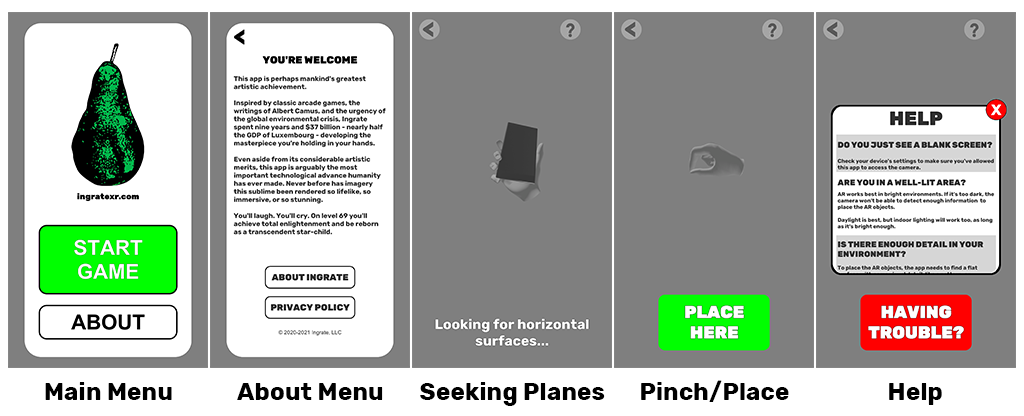 ingratexr.com
START
GAME
ABOUT
Main Menu
YOU'RE WELCOME
This app is perhaps mankind's greatest
artistic achievement.
Inspired by classic arcade games, the
writings of Albert Camus, and the urgency of
the global environmental crisis, Ingrate
spent nine years and $37 billion - nearly half
the GDP of Luxembourg - developing the
masterpiece you're holding in your hands.
Even aside from its considerable artistic
merits, this app is arguably the most
important technological advance humanity
has ever made. Never before has imagery
this sublime been rendered so lifelike, so
immersive, or so stunning.
You'll laugh. You'll cry. On level 69 you'll
achieve total enlightenment and be reborn
as a transcendent star-child.
ABOUT INGRATE
PRIVACY POLICY
© 2020-2021 Ingrate, LLC
About Menu
?
Looking for horizontal
surfaces...
Seeking Planes
?
PLACE
HERE
Pinch/Place
?
X
HELP
DO YOU JUST SEE A BLANK SCREEN?
Check your device's settings to make sure you've allowed
this app to access the camera.
ARE YOU IN A WELL-LIT AREA?
AR works best in bright environments. If it's too dark, the
camera won't be able to detect enough information to
place the AR objects.
Daylight is best, but indoor lighting will work too, as long
as it's bright enough.
IS THERE ENOUGH DETAIL IN YOUR
ENVIRONMENT?
To place the AR objects, the app needs to find a flat
HAVING
TROUBLE?
Help